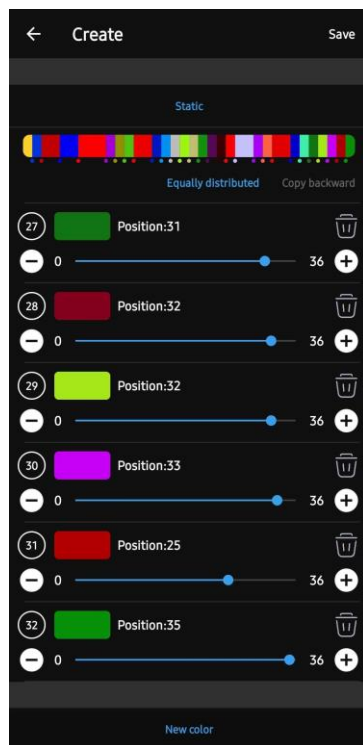 Create Save
Static
Equally distributed Copy backward
27 Position:31
0 36
28 Position:32
0 36
29 Position:32
0 36
30 Position:33
0 36
31 Position:25
0 36
32 Position:35
0 36
New color